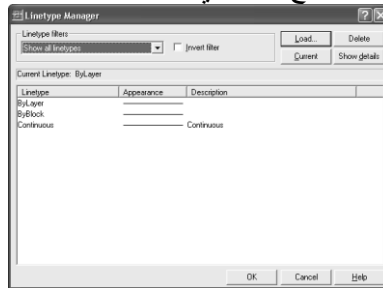 Linetype Manager
Linetype filters
Show all linetypes
Invert filter
Load...
Delete
Current
Show details
Current Linetype: ByLayer
Linetype Appearance Description
ByLayer
ByBlock
Continuous Continuous
OK Cancel Help